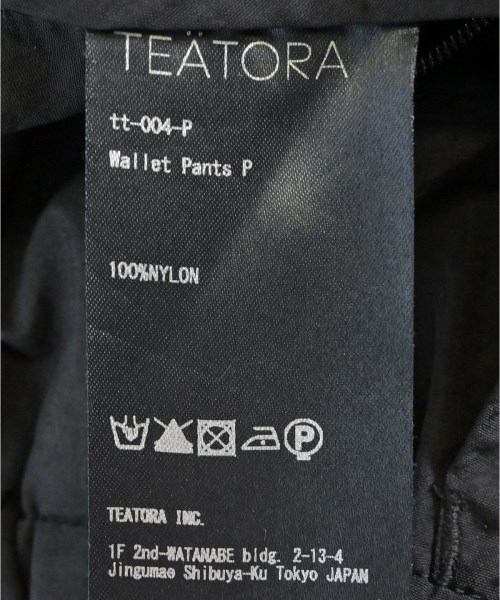 TEÄTORA
tt-004-P
Wallet Pants P
100%NYLON
P
TEATORA INC.
1F 2nd-WATANABE bldg. 2-13-4
Jingumae Shibuya-Ku Tokyo JAPAN